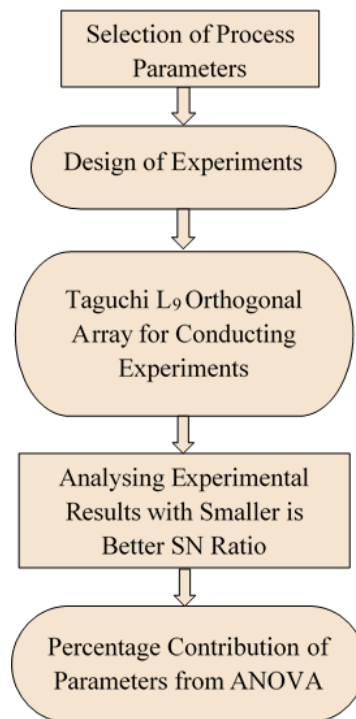 Selection of Process
Parameters
Design of Experiments
Taguchi L₉ Orthogonal
Array for Conducting
Experiments
Analysing Experimental
Results with Smaller is
Better SN Ratio
Percentage Contribution of
Parameters from ANOVA